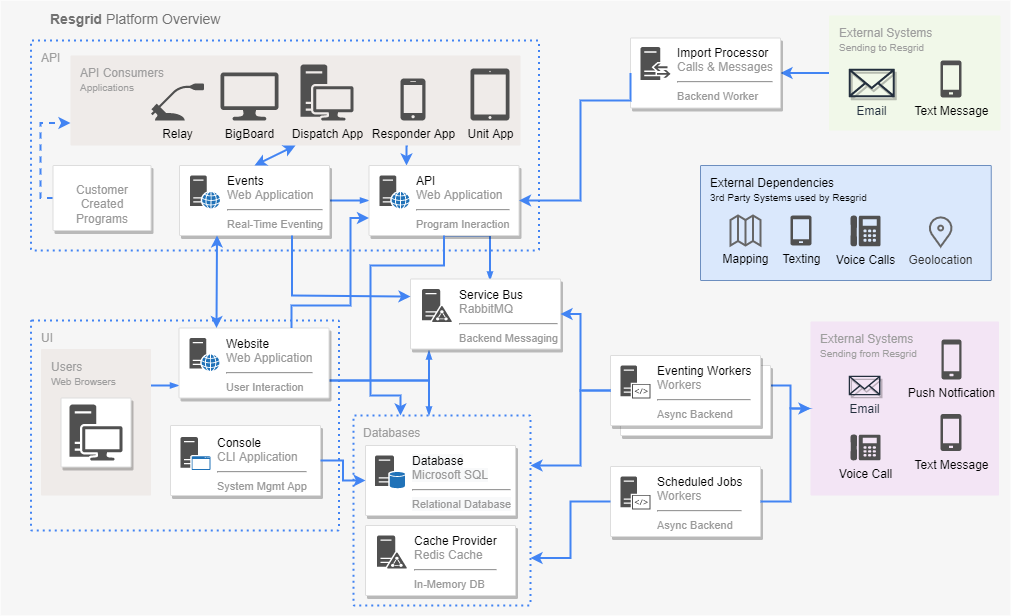 Resgrid Platform Overview
API
API Consumers
Applications
Relay
BigBoard
Dispatch App
Responder App
Unit App
Customer
Created
Programs
Events
Web Application
Real-Time Eventing
API
Web Application
Program Ineraction
Import Processor
Calls & Messages
Backend Worker
External Systems
Sending to Resgrid
Email
Text Message
External Dependencies
3rd Party Systems used by Resgrid
Mapping
Texting
Voice Calls
Geolocation
Service Bus
RabbitMQ
Backend Messaging
UI
Users
Web Browsers
Website
Web Application
User Interaction
Console
CLI Application
System Mgmt App
Databases
Database
Microsoft SQL
Relational Database
Cache Provider
Redis Cache
In-Memory DB
Eventing Workers
Workers
Async Backend
Scheduled Jobs
Workers
Async Backend
External Systems
Sending from Resgrid
Email
Push Notfication
Voice Call
Text Message